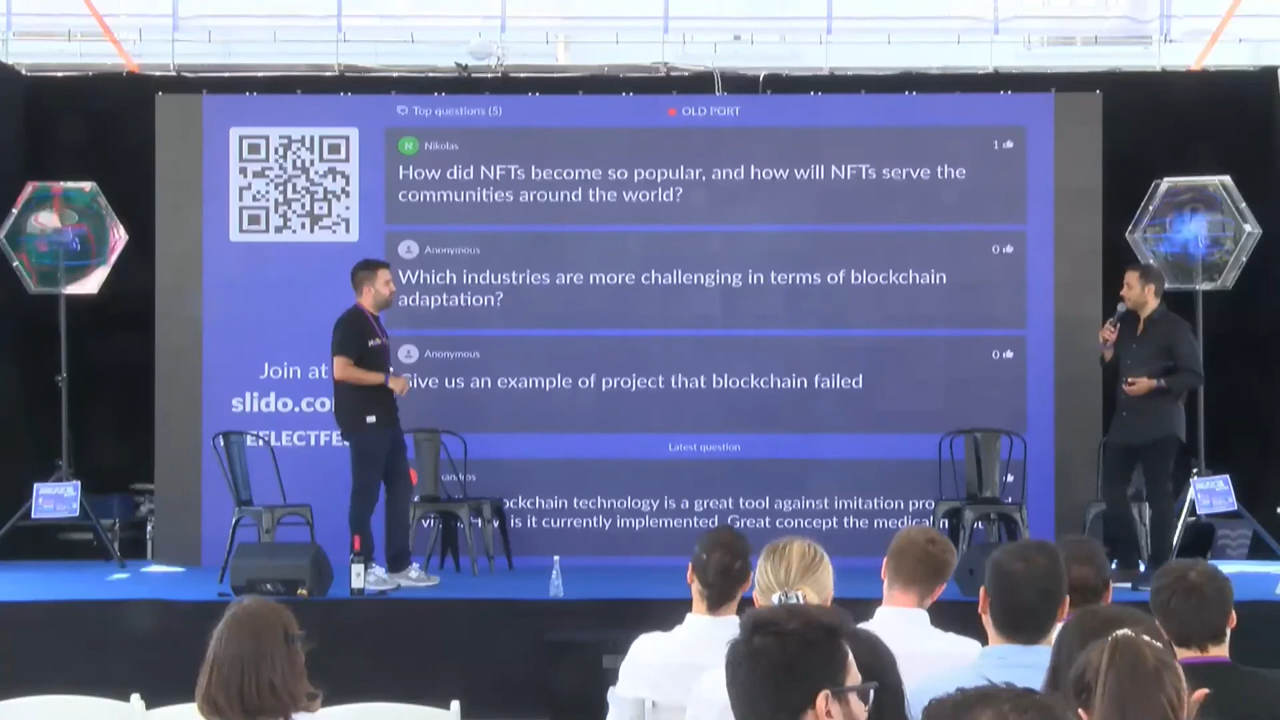 Top questions (5)
OLD PORT
N Nikolas
1
How did NFTs become so popular, and how will NFTs serve the
communities around the world?
Anonymous
0
Which industries are more challenging in terms of blockchain
adaptation?
Anonymous
0
Give us an example of project that blockchain failed
Join at
slido.co
EFLECTFE
Latest question
xandros
ockchain technology is a great tool against imitation pro
is it currently implemented. Great concept the medical